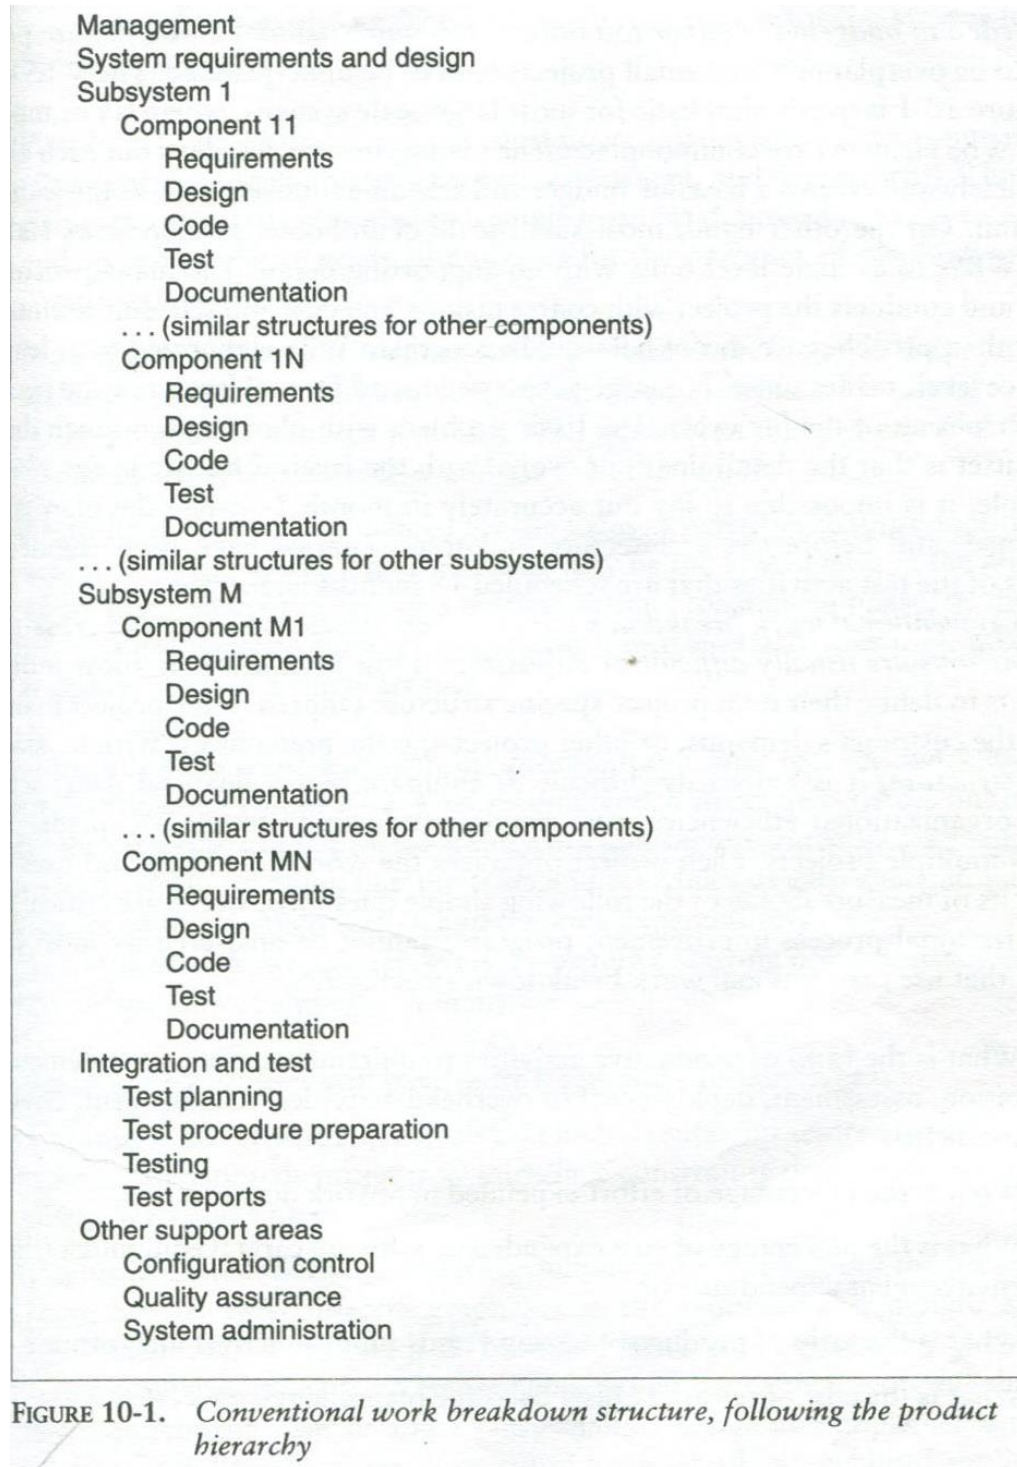 Management
System requirements and design
Subsystem 1
Component 11
Requirements
Design
Code
Test
Documentation
... (similar structures for other components)
Component 1N
Requirements
Design
Code
Test
Documentation
... (similar structures for other subsystems)
Subsystem M
Component M1
Requirements
Design
Code
Test
Documentation
... (similar structures for other components)
Component MN
Requirements
Design
Code
Test
Documentation
Integration and test
Test planning
Test procedure preparation
Testing
Test reports
Other support areas
Configuration control
Quality assurance
System administration
FIGURE 10-1. Conventional work breakdown structure, following the product
hierarchy